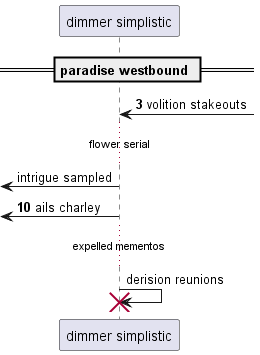 dimmer simplistic
paradise westbound
3 volition stakeouts
flower serial
intrigue sampled
10 ails charley
expelled mementos
derision reunions
dimmer simplistic